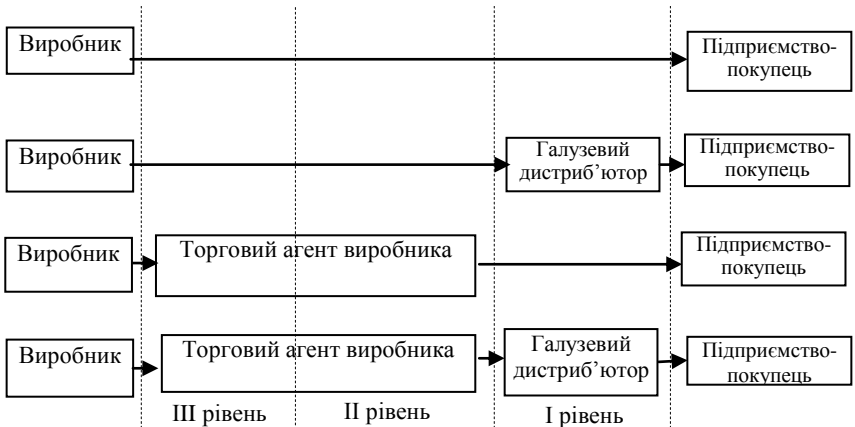 Виробник
Підприємство-
покупець
Виробник
Галузевий
дистриб’ютор
Підприємство-
покупець
Виробник
Торговий агент виробника
Підприємство-
покупець
Виробник
Торговий агент виробника
Галузевий
дистриб’ютор
Підприємство-
покупець
III рівень
II рівень
I рівень